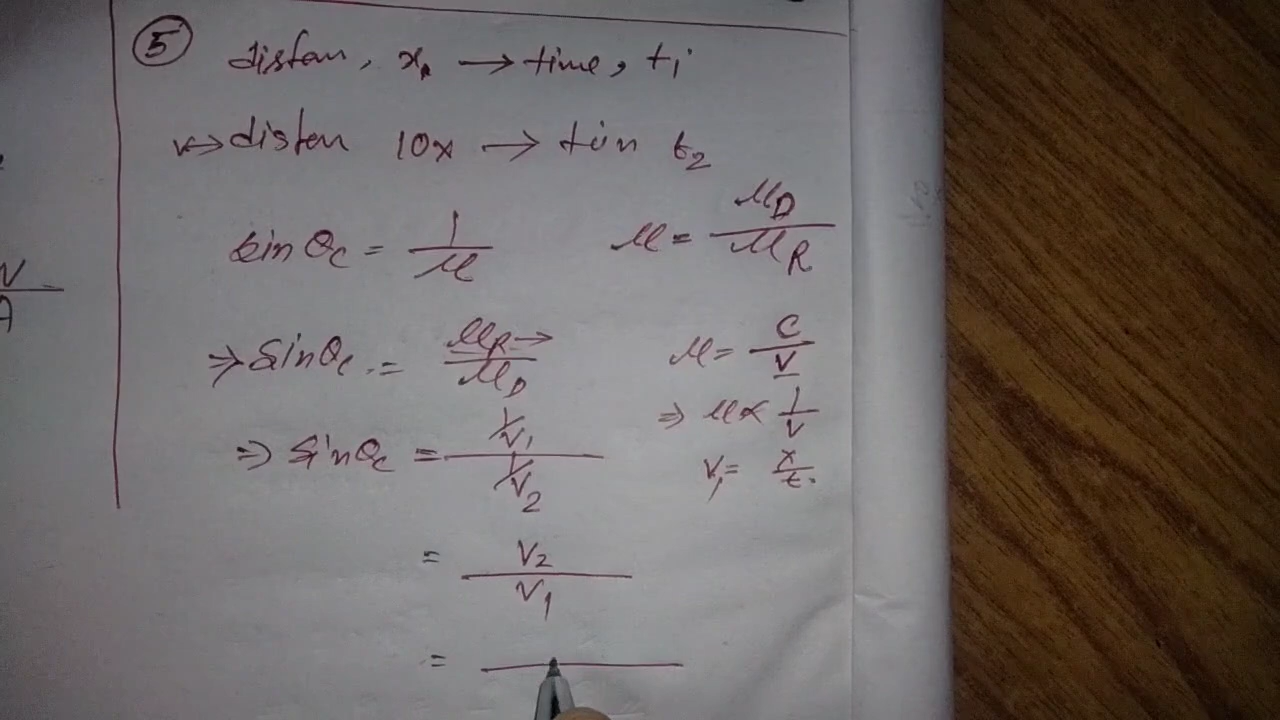 ⑤ distan, x, → time, t₁
v→ distan 10x → tim t₂
sin θc = 1/μ μ = μD/μR
⇒ sin θc = μR→/μD μ = c/v
⇒ μ ∝ 1/v
⇒ sin θc = (1/v₁)/(1/v₂) v₁ = x/t.
= v₂/v₁
=